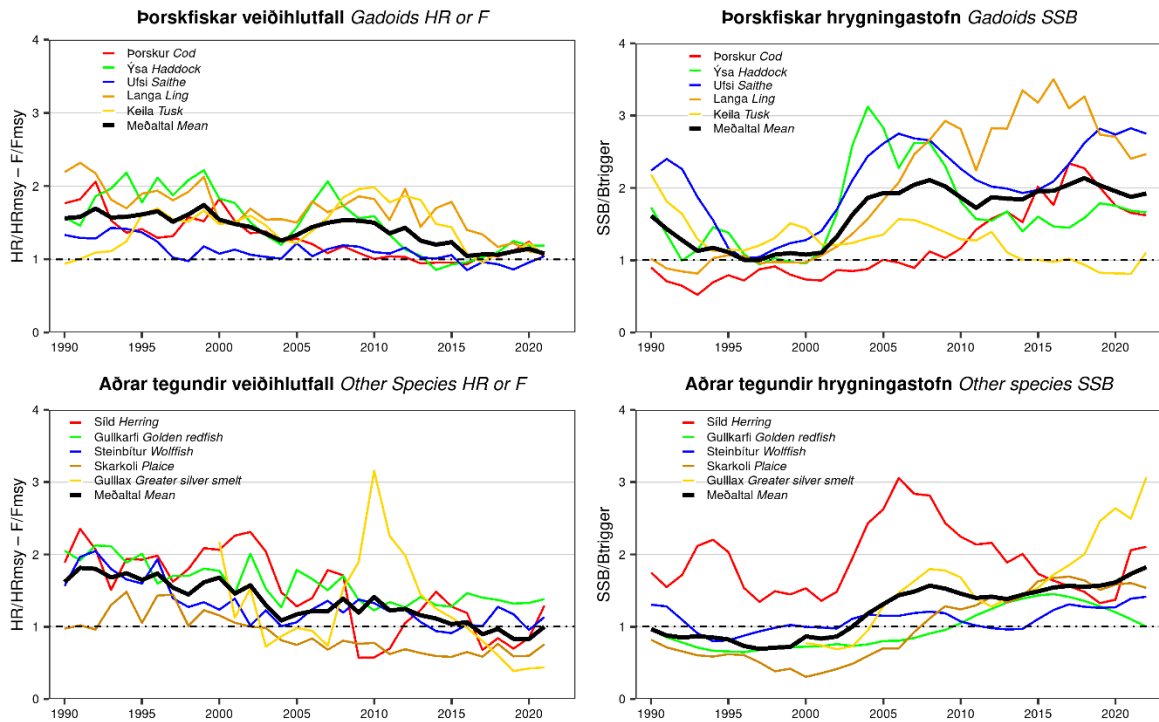 Þorskfiskar veiðihlutfall Gadoids HR or F
HR/HRmsy – F/Fmsy
4
3
2
1
0
Þorskur Cod
Ýsa Haddock
Ufsi Saithe
Langa Ling
Keila Tusk
Meðaltal Mean
1990 1995 2000 2005 2010 2015 2020
Þorskfiskar hrygningastofn Gadoids SSB
SSB/Btrigger
4
3
2
1
0
Þorskur Cod
Ýsa Haddock
Ufsi Saithe
Langa Ling
Keila Tusk
Meðaltal Mean
1990 1995 2000 2005 2010 2015 2020
Aðrar tegundir veiðihlutfall Other Species HR or F
HR/HRmsy – F/Fmsy
4
3
2
1
0
Síld Herring
Gullkarfi Golden redfish
Steinbítur Wolffish
Skarkoli Plaice
Gulllax Greater silver smelt
Meðaltal Mean
1990 1995 2000 2005 2010 2015 2020
Aðrar tegundir hrygningastofn Other species SSB
SSB/Btrigger
4
3
2
1
0
Síld Herring
Gullkarfi Golden redfish
Steinbítur Wolffish
Skarkoli Plaice
Gulllax Greater silver smelt
Meðaltal Mean
1990 1995 2000 2005 2010 2015 2020